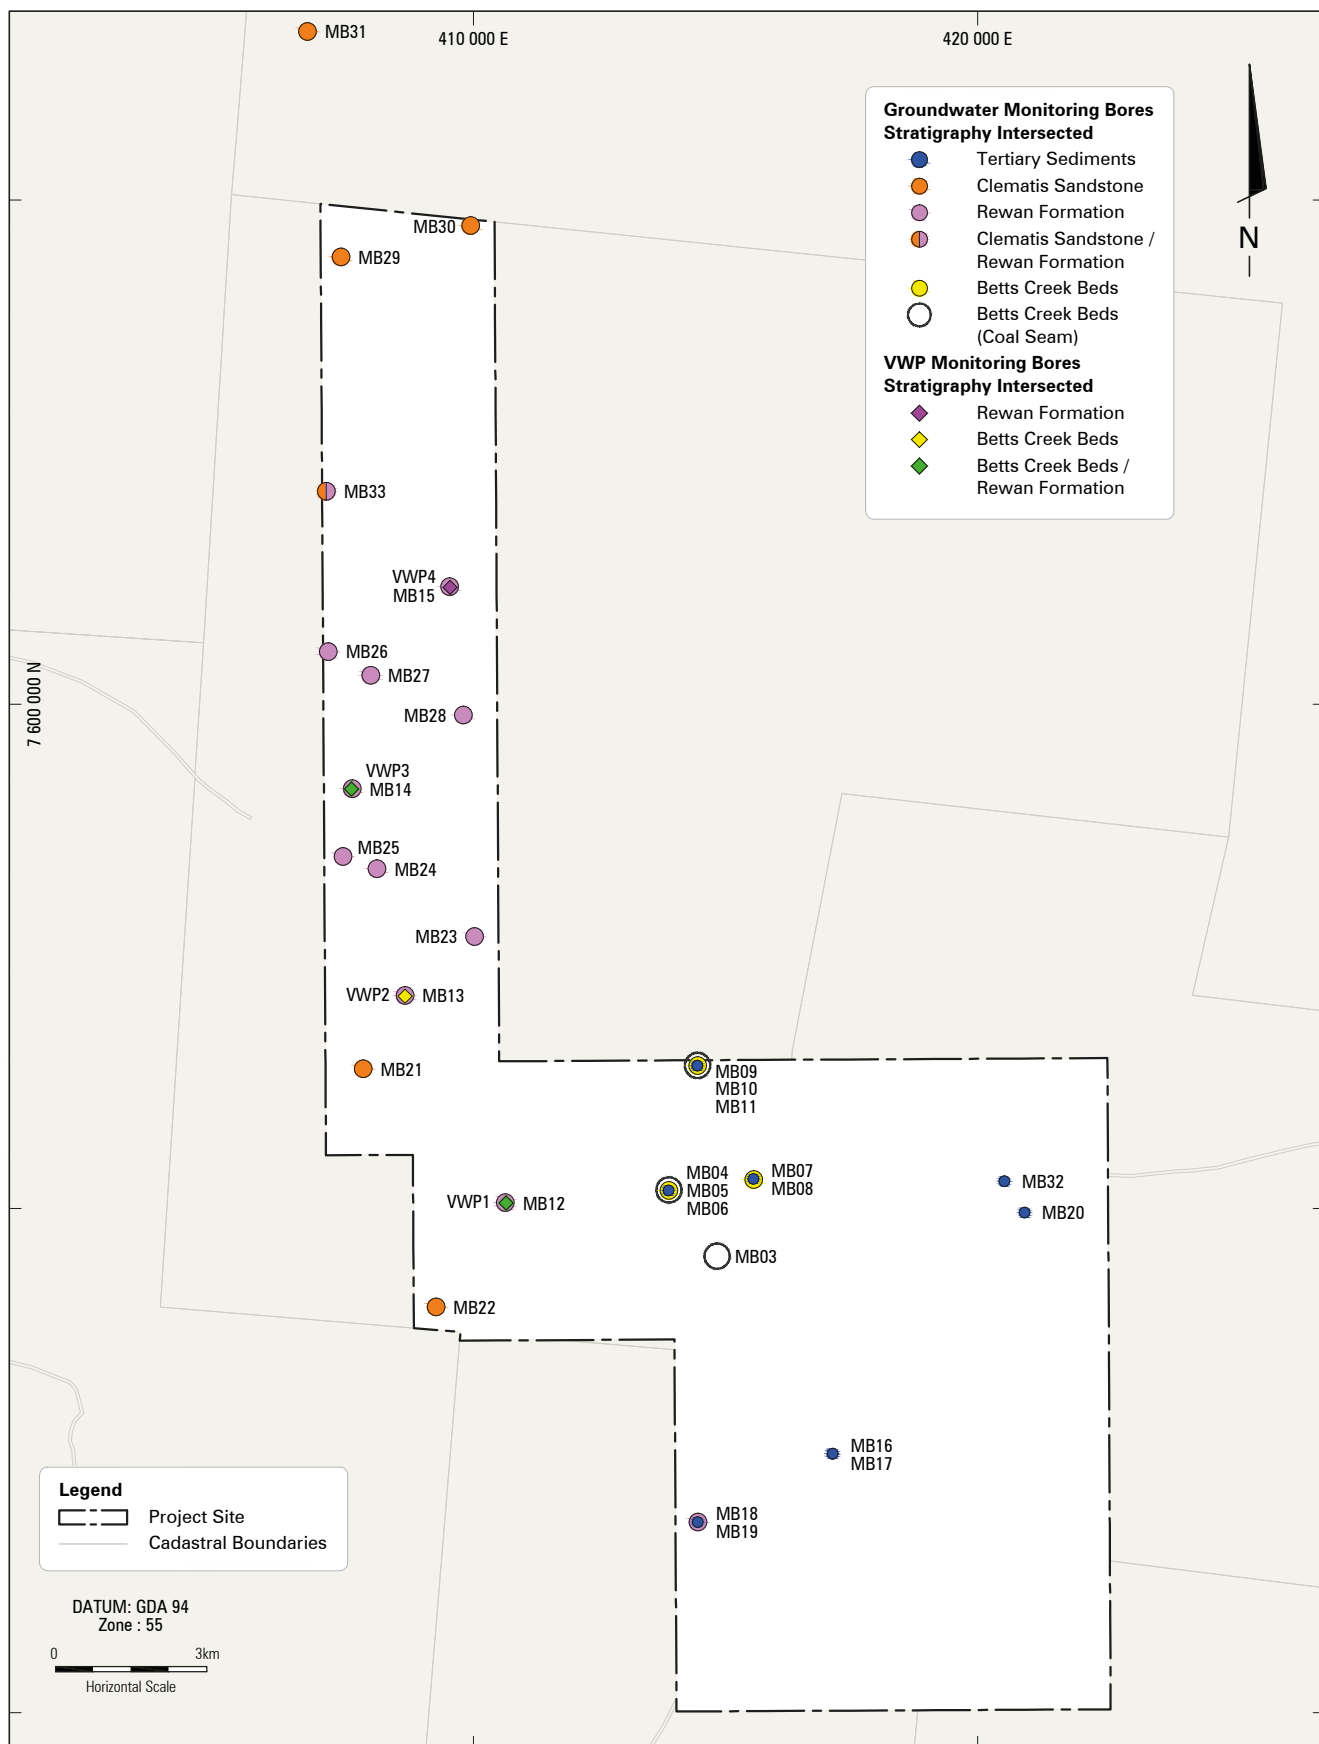 MB31
410 000 E
420 000 E
Groundwater Monitoring Bores
Stratigraphy Intersected
Tertiary Sediments
Clematis Sandstone
Rewan Formation
Clematis Sandstone /
Rewan Formation
Betts Creek Beds
Betts Creek Beds
(Coal Seam)
VWP Monitoring Bores
Stratigraphy Intersected
Rewan Formation
Betts Creek Beds
Betts Creek Beds /
Rewan Formation
N
MB30
MB29
MB33
VWP4
MB15
MB26
MB27
7 600 000 N
MB28
VWP3
MB14
MB25
MB24
MB23
VWP2
MB13
MB21
MB09
MB10
MB11
MB04
MB05
MB06
MB07
MB08
MB32
MB20
VWP1
MB12
MB03
MB22
MB16
MB17
MB18
MB19
Legend
Project Site
Cadastral Boundaries
DATUM: GDA 94
Zone : 55
0
3km
Horizontal Scale